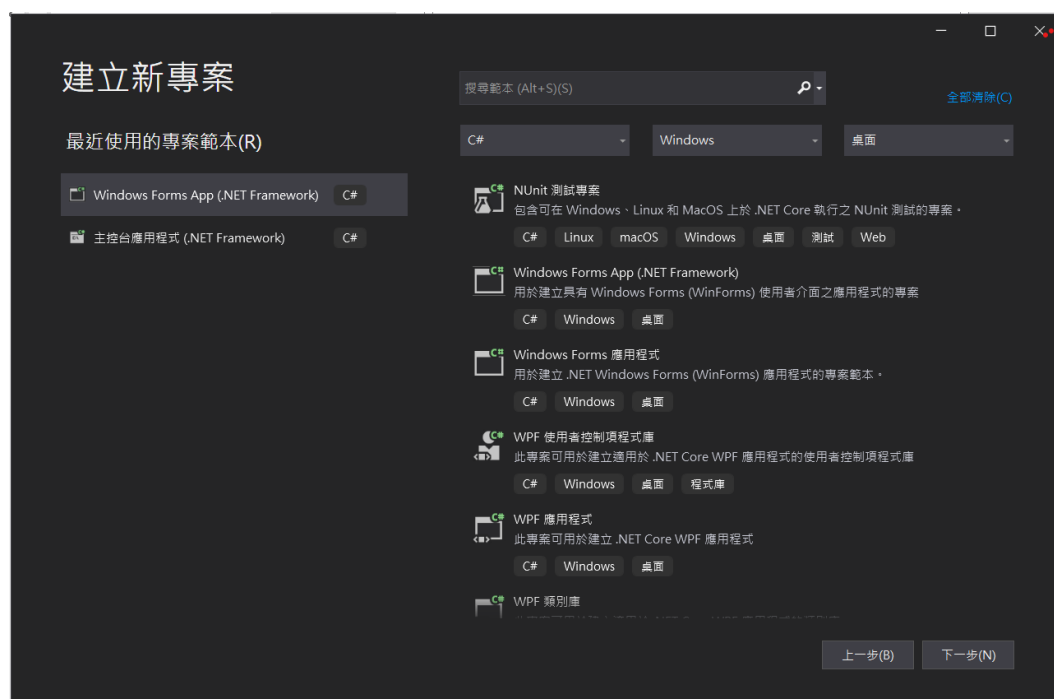 建立新專案
搜尋範本 (Alt+S)(S)
全部清除(C)
最近使用的專案範本(R)
C#
Windows
桌面
Windows Forms App (.NET Framework)
C#
主控台應用程式 (.NET Framework)
C#
NUnit 測試專案
包含可在 Windows、Linux 和 MacOS 上於 .NET Core 執行之 NUnit 測試的專案。
C# Linux macOS Windows 桌面 測試 Web
Windows Forms App (.NET Framework)
用於建立具有 Windows Forms (WinForms) 使用者介面之應用程式的專案
C# Windows 桌面
Windows Forms 應用程式
用於建立 .NET Windows Forms (WinForms) 應用程式的專案範本。
C# Windows 桌面
WPF 使用者控制項程式庫
此專案可用於建立適用於 .NET Core WPF 應用程式的使用者控制項程式庫
C# Windows 桌面 程式庫
WPF 應用程式
此專案可用於建立 .NET Core WPF 應用程式
C# Windows 桌面
WPF 類別庫
上一步(B)
下一步(N)